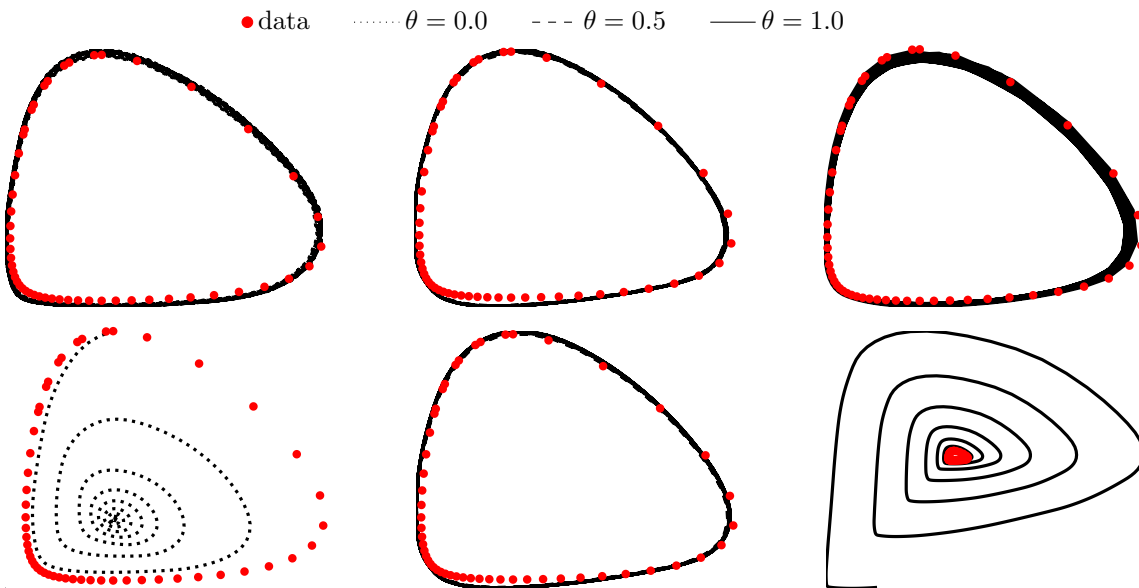 data θ = 0.0 θ = 0.5 θ = 1.0